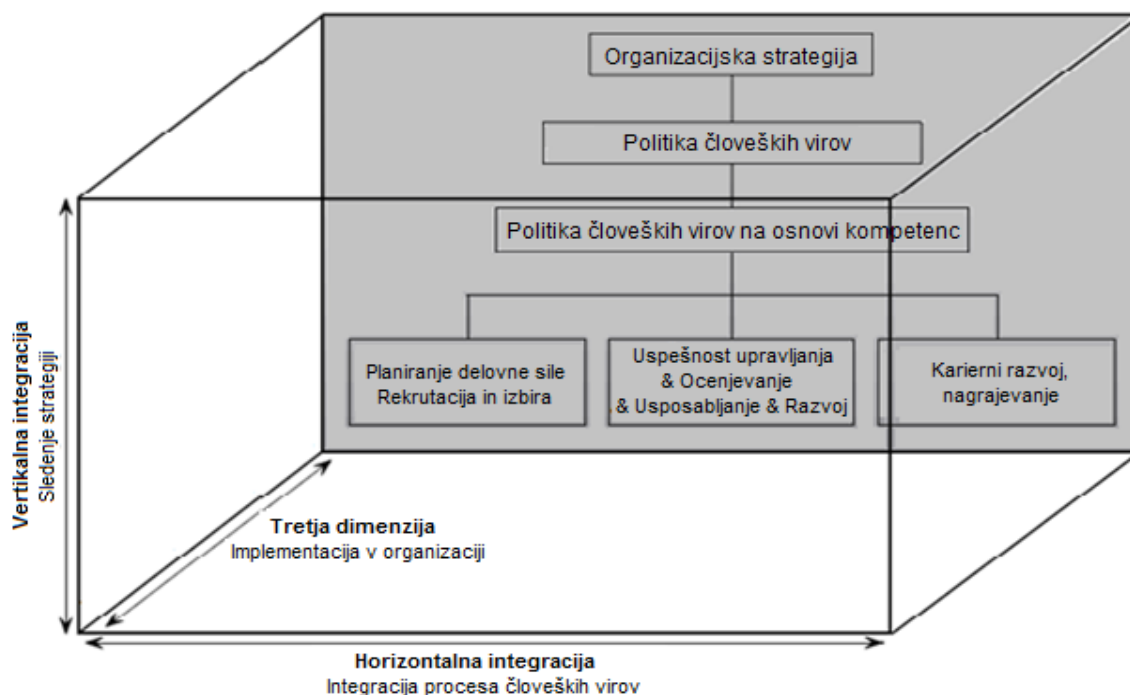 Organizacijska strategija
Politika človeških virov
Politika človeških virov na osnovi kompetenc
Planiranje delovne sile
Rekrutacija in izbira
Uspešnost upravljanja
& Ocenjevanje
& Usposabljanje & Razvoj
Karierni razvoj,
nagrajevanje
Vertikalna integracija
Sledenje strategiji
Tretja dimenzija
Implementacija v organizaciji
Horizontalna integracija
Integracija procesa človeških virov